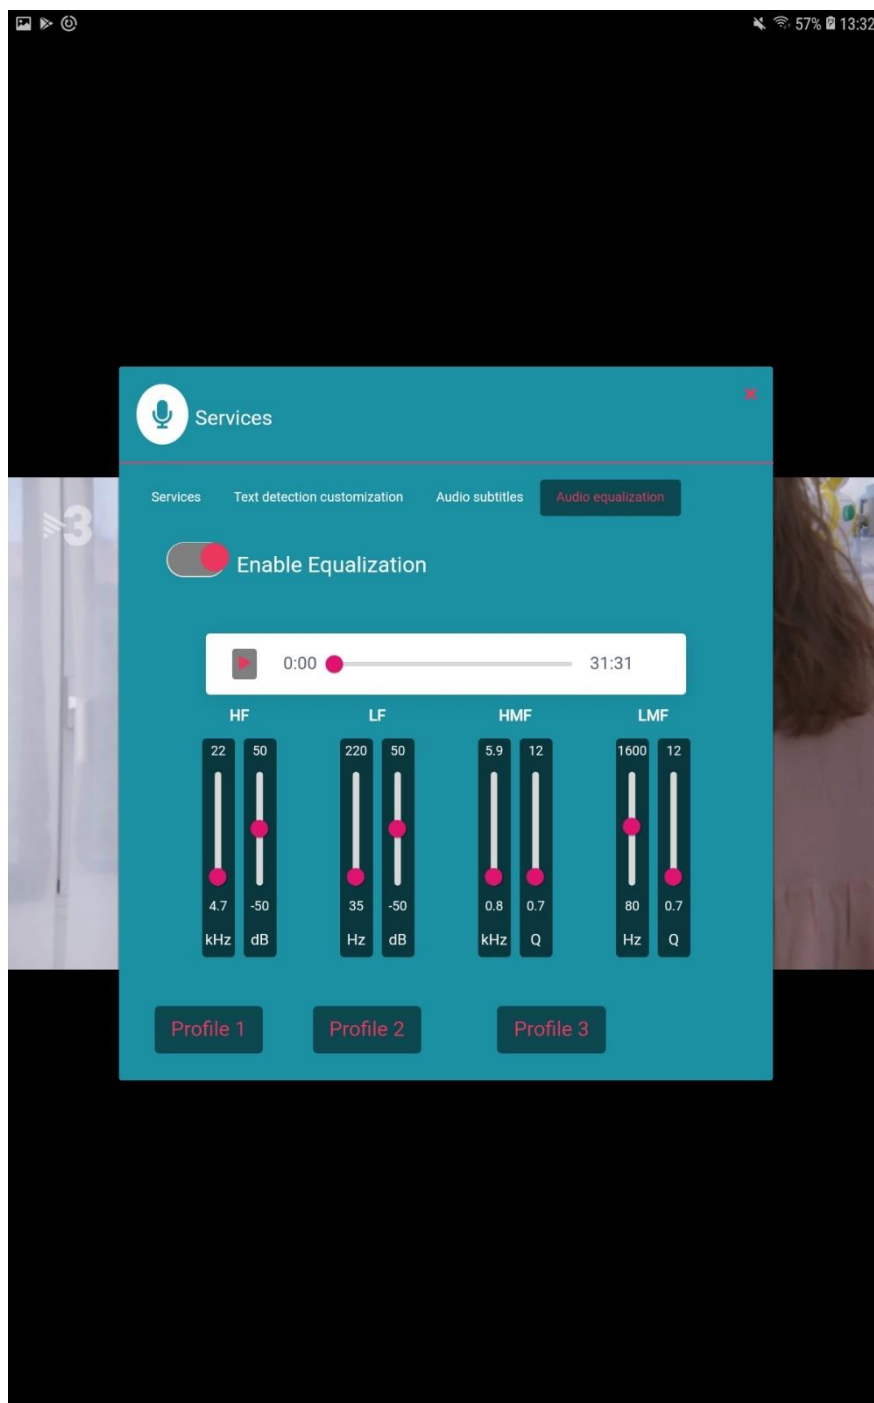 57% 13:32
Services
Services Text detection customization Audio subtitles Audio equalization
3
Enable Equalization
0:00 31:31
HF LF HMF LMF
22 50 220 50 5.9 12 1600 12
4.7 -50 35 -50 0.8 0.7 80 0.7
kHz dB Hz dB kHz Q Hz Q
Profile 1 Profile 2 Profile 3